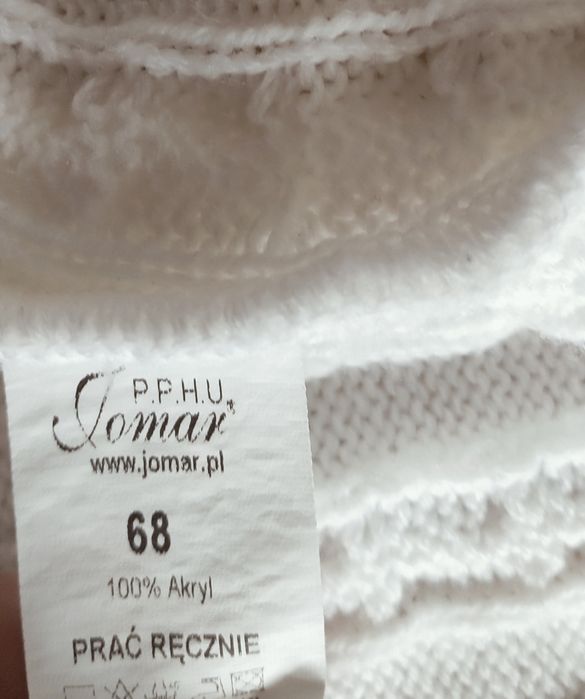 P.P.H.U.
Jomar
www.jomar.pl
68
100% Akryl
PRAĆ RĘCZNIE